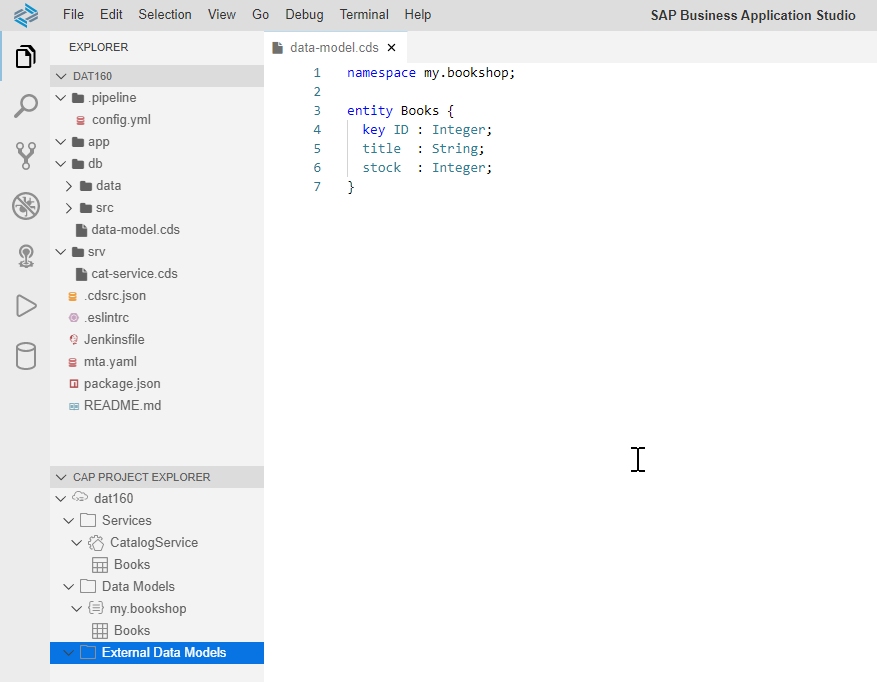 File Edit Selection View Go Debug Terminal Help SAP Business Application Studio
EXPLORER
DAT160
.pipeline
config.yml
app
db
data
src
data-model.cds
srv
cat-service.cds
.cdsrc.json
.eslintrc
Jenkinsfile
mta.yaml
package.json
README.md
CAP PROJECT EXPLORER
dat160
Services
CatalogService
Books
Data Models
my.bookshop
Books
External Data Models
data-model.cds ×
1 namespace my.bookshop;
2
3 entity Books {
4 key ID : Integer;
5 title : String;
6 stock : Integer;
7 }